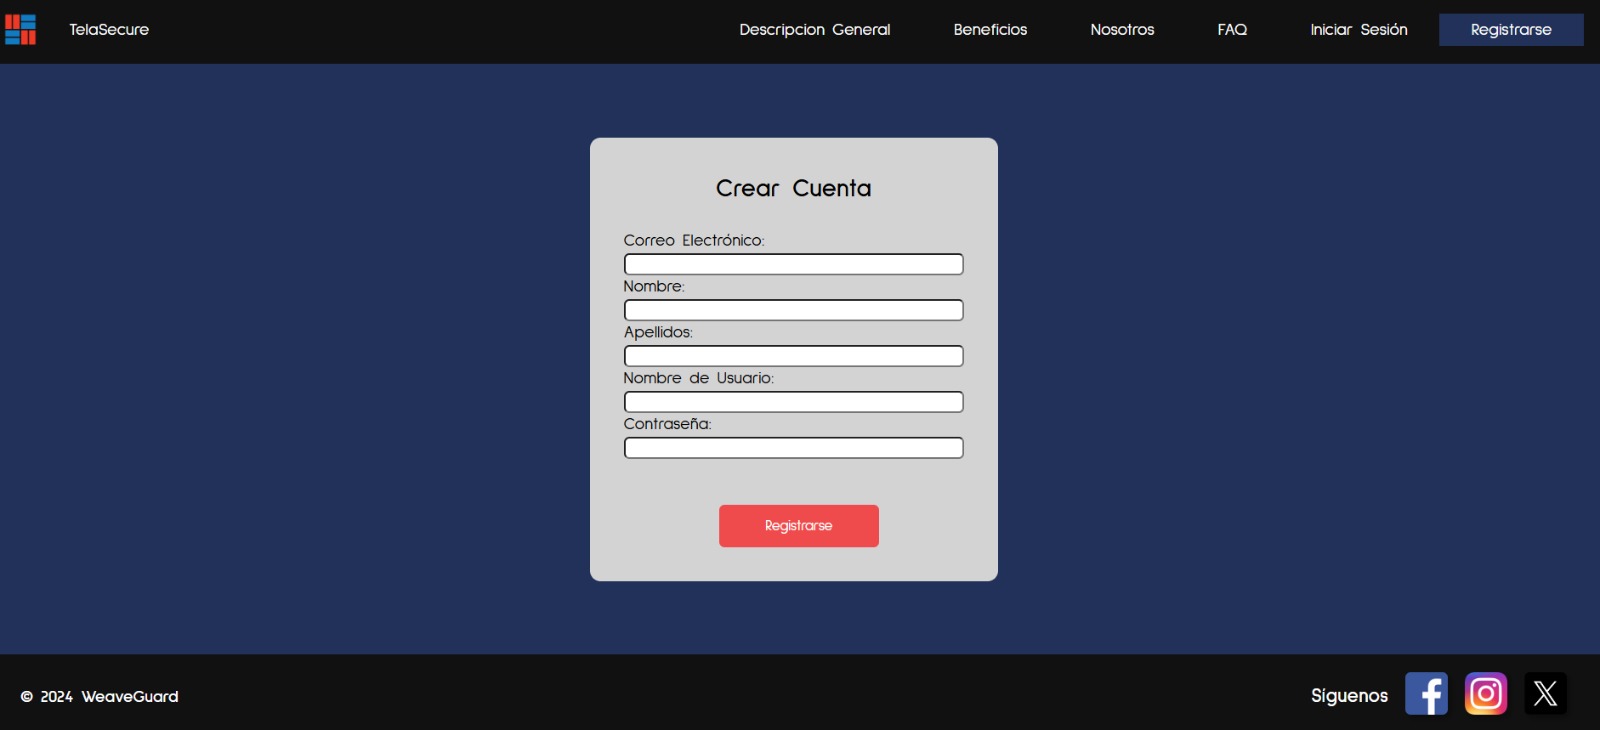 TelaSecure
Descripcion General
Beneficios
Nosotros
FAQ
Iniciar Sesión
Registrarse
Crear Cuenta
Correo Electrónico:
Nombre:
Apellidos:
Nombre de Usuario:
Contraseña:
Registrarse
© 2024 WeaveGuard
Síguenos